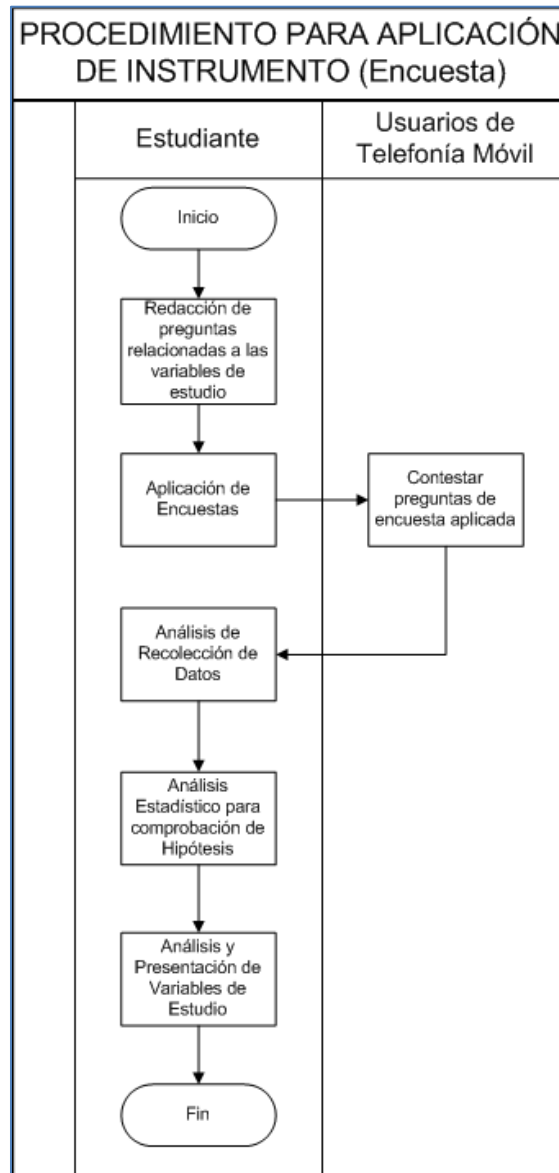 PROCEDIMIENTO PARA APLICACIÓN
DE INSTRUMENTO (Encuesta)
Estudiante
Usuarios de
Telefonía Móvil
Inicio
Redacción de
preguntas
relacionadas a las
variables de
estudio
Aplicación de
Encuestas
Contestar
preguntas de
encuesta aplicada
Análisis de
Recolección de
Datos
Análisis
Estadístico para
comprobación de
Hipótesis
Análisis y
Presentación de
Variables de
Estudio
Fin